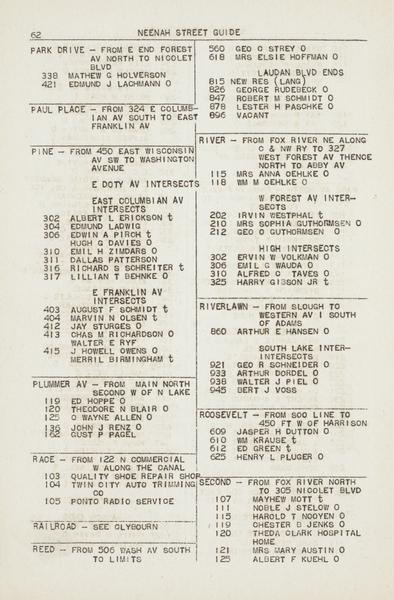 62
NEENAH STREET GUIDE
PARK DRIVE – FROM E END FOREST
AV NORTH TO NICOLET
BLVD
338 MATHEW G HOLVERSON
421 EDMUND J LACHMANN O
PAUL PLACE – FROM 324 E COLUMB-
IAN AV SOUTH TO EAST
FRANKLIN AV
PINE – FROM 450 EAST WISCONSIN
AV SW TO WASHINGTON
AVENUE
E DOTY AV INTERSECTS
EAST COLUMBIAN AV
INTERSECTS
302 ALBERT L ERICKSON t
304 EDMUND LADWIG
306 EDWIN A PIRCH t
HUGH G DAVIES O
310 EMIL H ZIMDARS O
311 DALLAS PATTERSON
316 RICHARD S SCHREITER t
317 LILLIAN T BEHNKE O
E FRANKLIN AV
INTERSECTS
403 AUGUST F SCHMIDT t
404 MARVIN N OLSEN t
412 JAY STURGES O
413 CHAS M RICHARDSON O
WALTER E RYF
415 J HOWELL OWENS O
MERRIL BIRMINGHAM t
PLUMMER AV – FROM MAIN NORTH
SECOND W OF N LAKE
119 ED HOPPE O
120 THEODORE N BLAIR O
125 O WAYNE ALLEN O
136 JOHN J RENZ O
162 GUST P PAGEL
RACE – FROM 122 N COMMERCIAL
W ALONG THE CANAL
103 QUALITY SHOE REPAIR SHOP
104 TWIN CITY AUTO TRIMMING
CO
105 PONTO RADIO SERVICE
RAILROAD – SEE CLYBOURN
REED – FROM 506 WASH AV SOUTH
TO LIMITS
560 GEO O STREY O
618 MRS ELSIE HOFFMAN O
LAUDAN BLVD ENDS
815 NEW RES (LANG)
826 GEORGE RUDEBECK O
847 ROBERT M SCHMIDT O
878 LESTER H PASCHKE O
896 VACANT
RIVER – FROM FOX RIVER NE ALONG
C & NW RY TO 327
WEST FOREST AV THENCE
NORTH TO ABBY AV
115 MRS ANNA OEHLKE O
118 WM M OEHLKE O
W FOREST AV INTER-
SECTS
202 IRVIN WESTPHAL t
210 MRS SOPHIA GUTHORMSEN O
212 GEO O GUTHORMSEN O
HIGH INTERSECTS
302 ERVIN W VOLKMAN O
306 EMIL G WAUDA O
310 ALFRED O TAVES O
325 HARRY GIBSON JR t
RIVERLAWN – FROM SLOUGH TO
WESTERN AV 1 SOUTH
OF ADAMS
860 ARTHUR E HANSEN O
SOUTH LAKE INTER-
INTERSECTS
921 GEO R SCHNEIDER O
933 ARTHUR DORDEL O
938 WALTER J PIEL O
945 BERT J VOSS
ROOSEVELT – FROM SOO LINE TO
450 FT W OF HARRISON
609 JASPER H DUTTON O
610 WM KRAUSE t
612 ED GREEN t
625 HENRY L PLUGER O
SECOND – FROM FOX RIVER NORTH
TO 305 NICOLET BLVD
107 MAYHEW MOTT t
111 NOBLE J STELOW O
115 HAROLD T NOOYEN O
119 CHESTER B JENKS O
120 THEDA CLARK HOSPITAL
HOME
121 MRS MARY AUSTIN O
125 ALBERT F KUEHL O